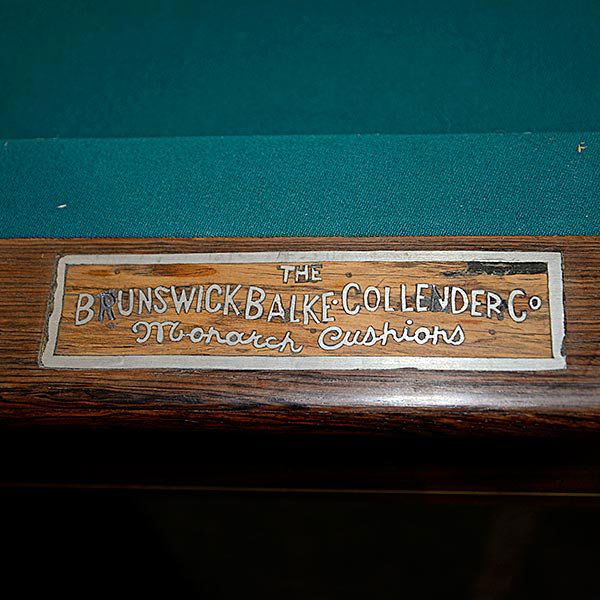 THE
BRUNSWICK BALKE·COLLENDER Co
Monarch Cushions